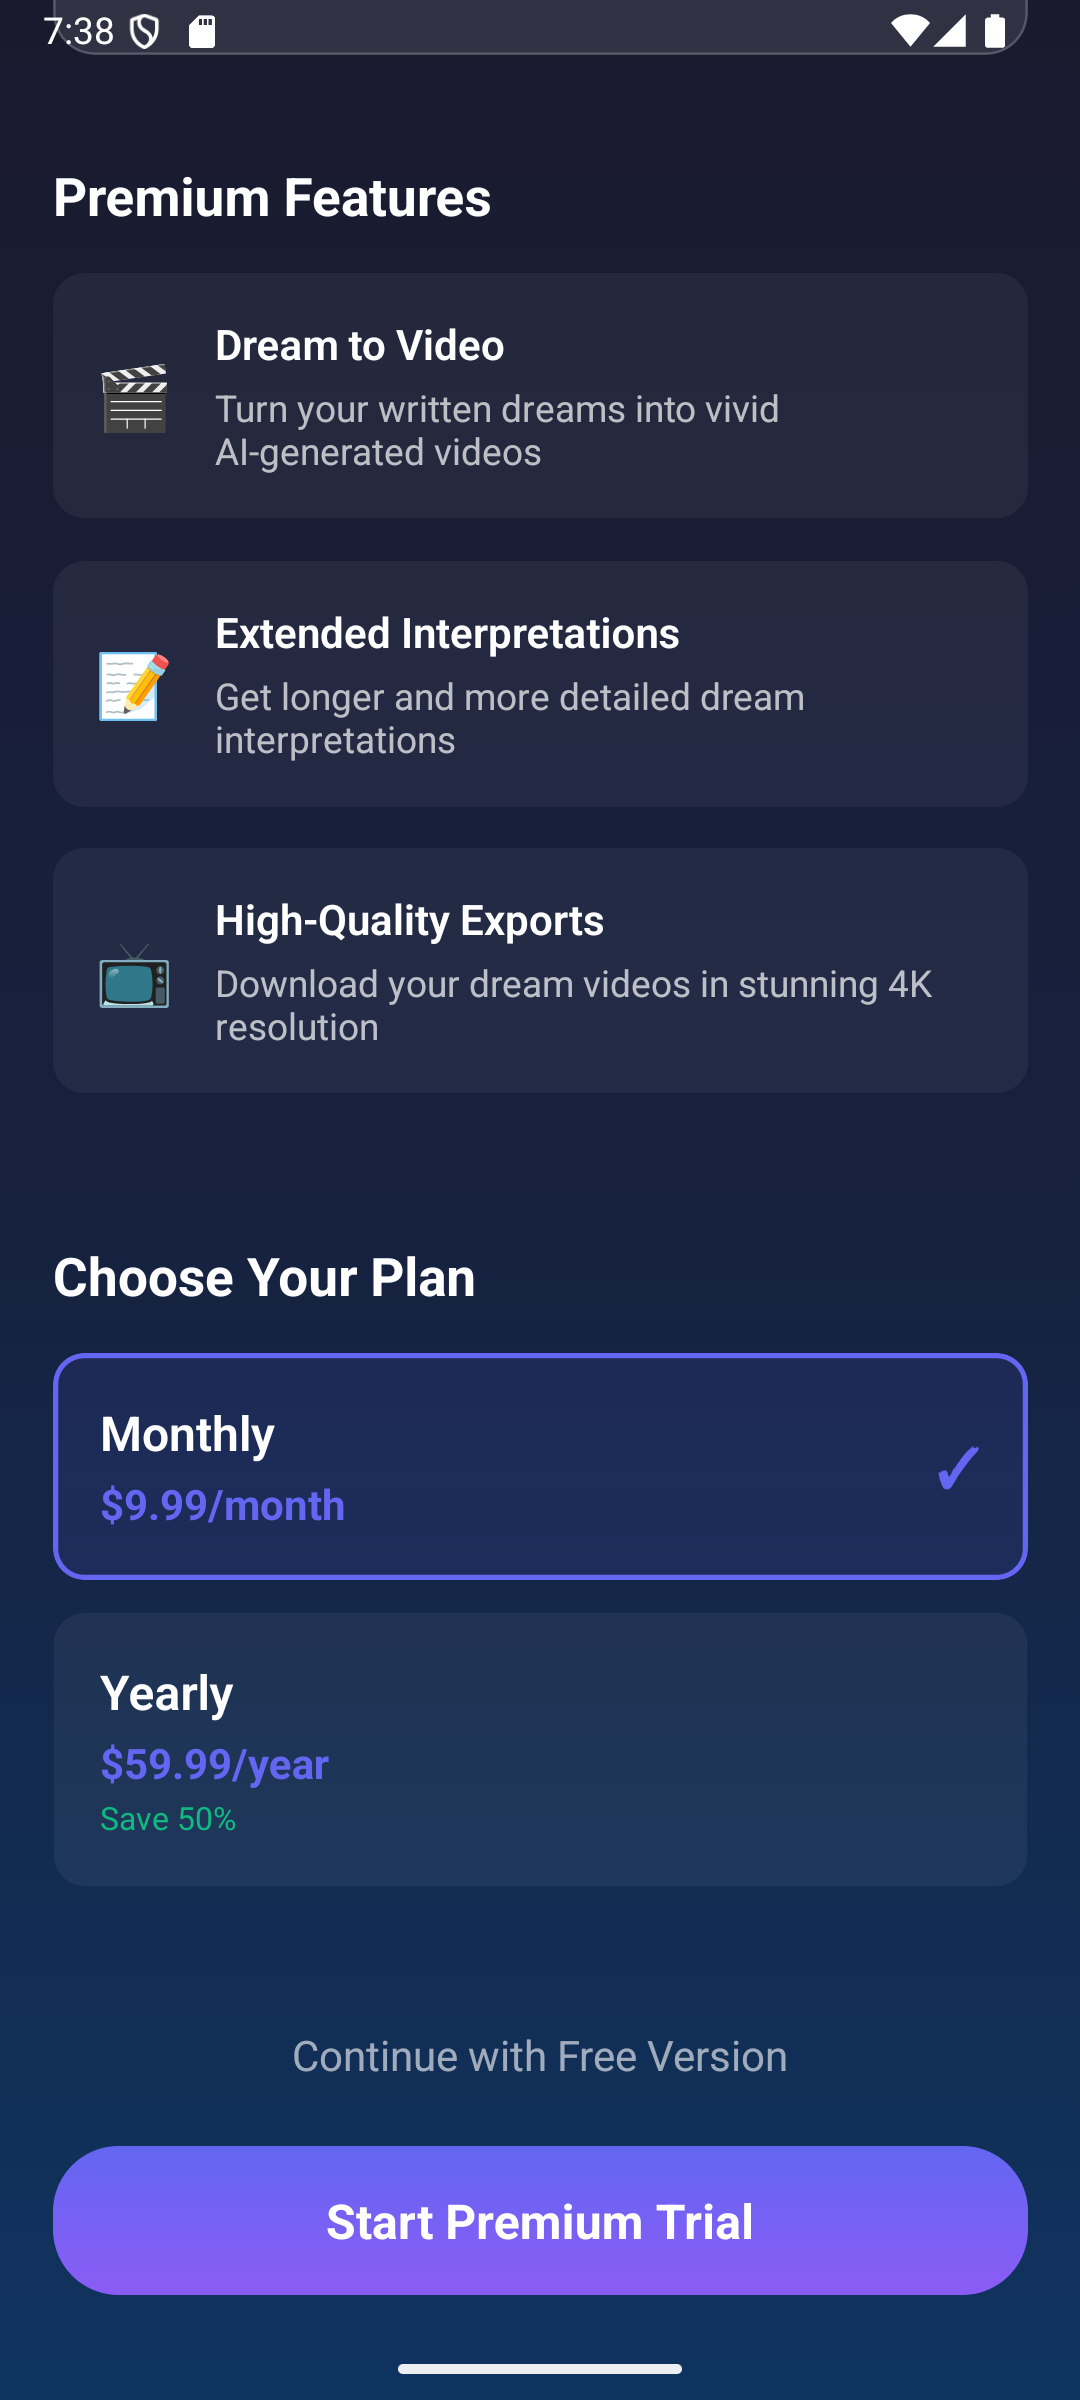 7:38
Premium Features
Dream to Video
Turn your written dreams into vivid
AI-generated videos
Extended Interpretations
Get longer and more detailed dream
interpretations
High-Quality Exports
Download your dream videos in stunning 4K
resolution
Choose Your Plan
Monthly
$9.99/month
Yearly
$59.99/year
Save 50%
Continue with Free Version
Start Premium Trial